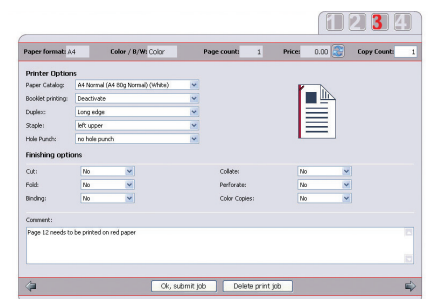 1 2 3 4
Paper format: A4 Color / B/W: Color Page count: 1 Price: 0.00 Copy Count: 1
Printer Options
Paper Catalog: A4 Normal (A4 80g Normal) (White)
Booklet printing: Deactivate
Duplex: Long edge
Staple: left upper
Hole Punch: no hole punch
Finishing options
Cut: No Collate: No
Fold: No Perforate: No
Binding: No Color Copies: No
Comment:
Page 12 needs to be printed on red paper
Ok, submit job Delete print job